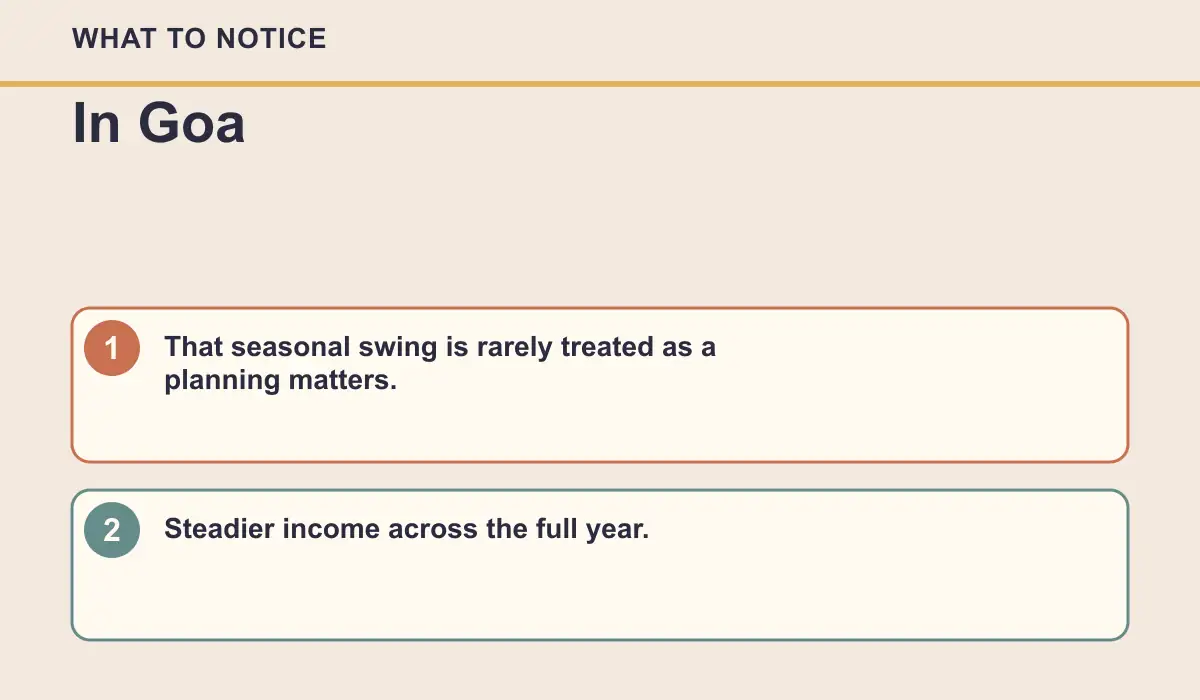 WHAT TO NOTICE
In Goa
1
That seasonal swing is rarely treated as a
planning matters.
2
Steadier income across the full year.